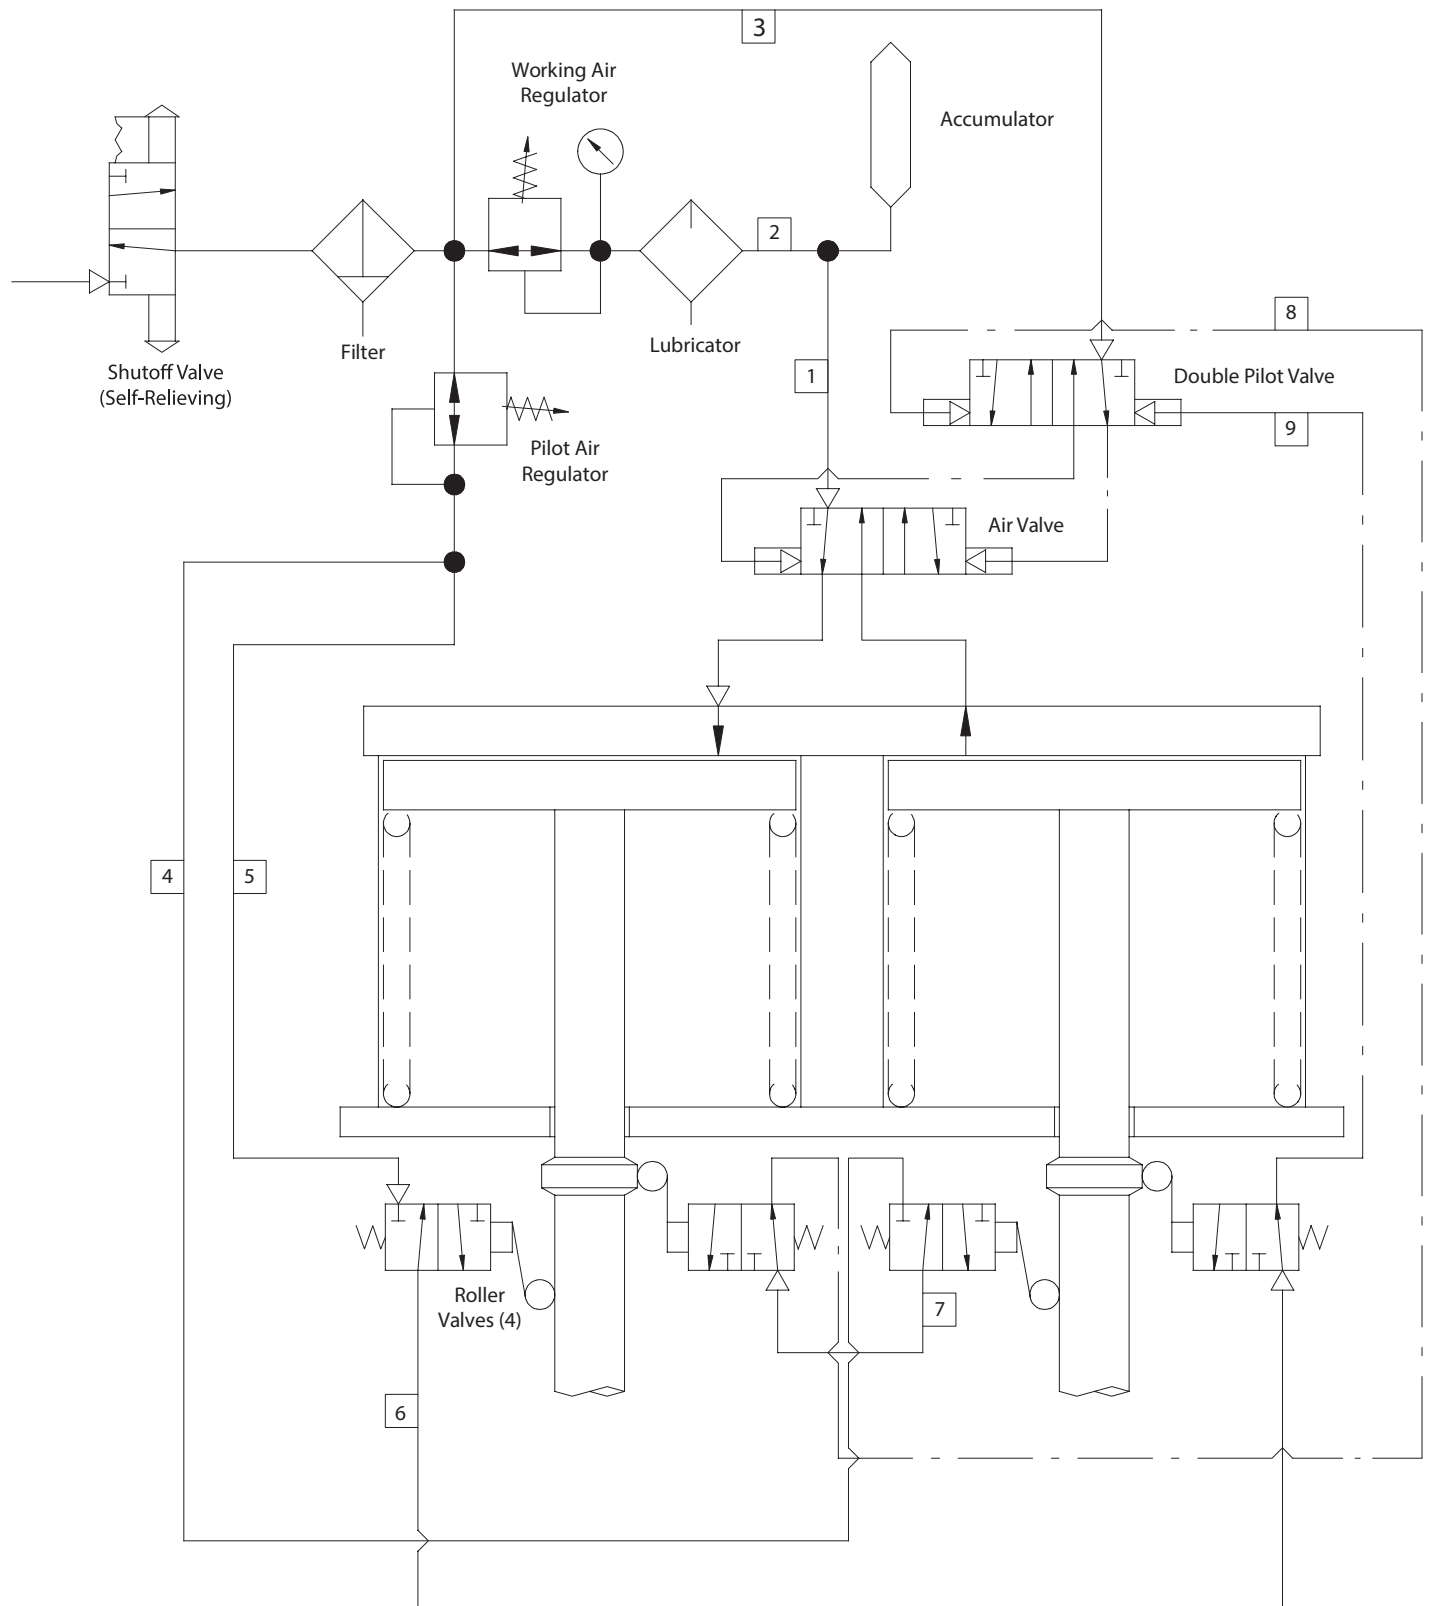 3
Working Air
Regulator
Accumulator
2
8
Filter
Lubricator
Shutoff Valve
(Self-Relieving)
1
Double Pilot Valve
9
Pilot Air
Regulator
Air Valve
4
5
Roller
Valves (4)
7
6